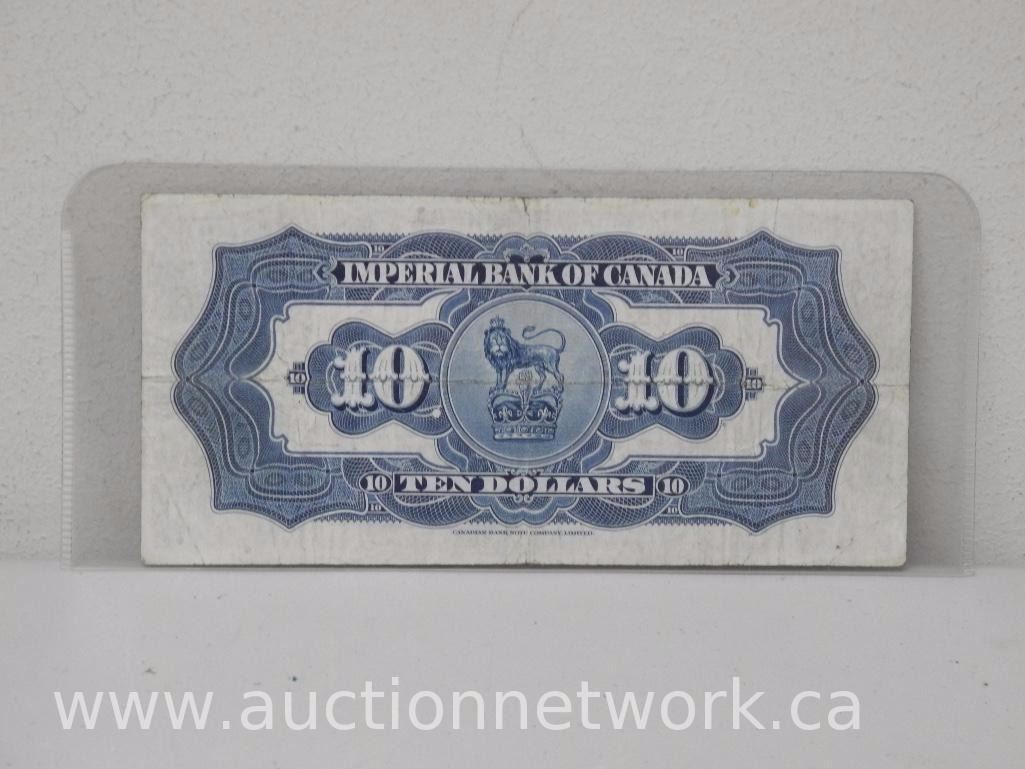 10 10
IMPERIAL BANK OF CANADA
10 10
10 10
10 TEN DOLLARS 10
10 10
CANADIAN BANK NOTE COMPANY, LIMITED.
www.auctionnetwork.ca